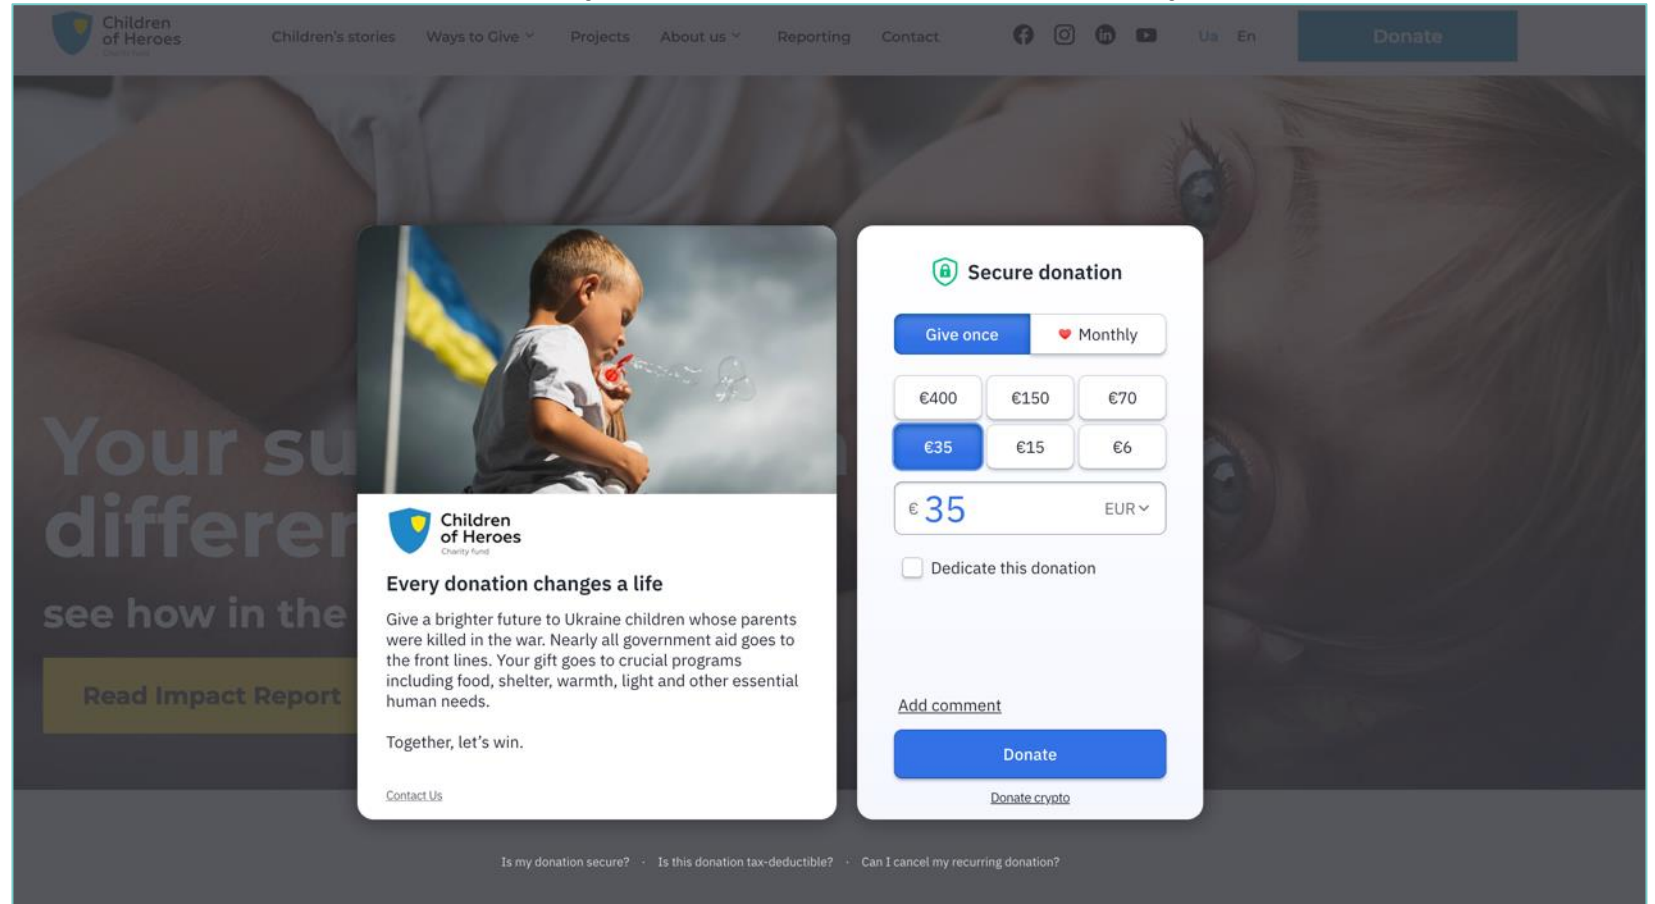 Children
of Heroes
Charity fund
Children's stories
Ways to Give
Projects
About us
Reporting
Contact
Ua
En
Donate
Your su
differen
see how in the
Read Impact Report
Children
of Heroes
Charity fund
Every donation changes a life
Give a brighter future to Ukraine children whose parents
were killed in the war. Nearly all government aid goes to
the front lines. Your gift goes to crucial programs
including food, shelter, warmth, light and other essential
human needs.
Together, let's win.
Contact Us
Secure donation
Give once
Monthly
€400
€150
€70
€35
€15
€6
€ 35
EUR
Dedicate this donation
Add comment
Donate
Donate crypto
Is my donation secure? · Is this donation tax-deductible? · Can I cancel my recurring donation?